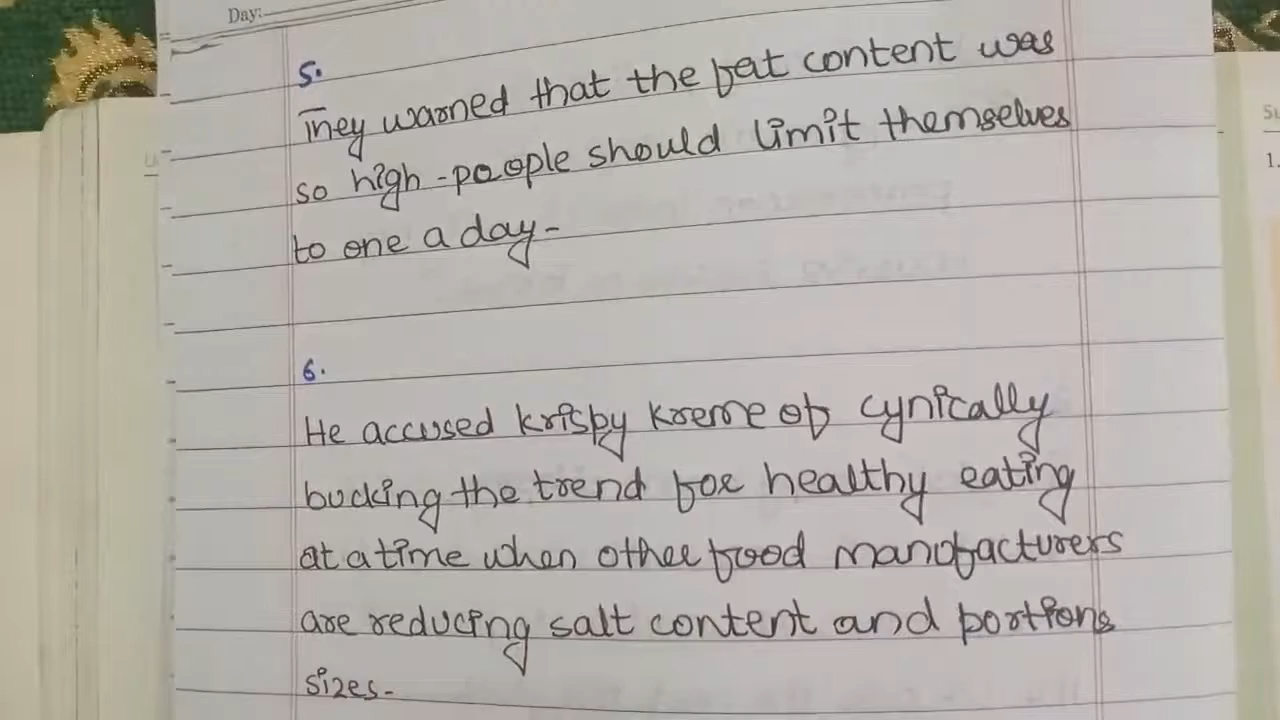 Day:
5.
They warned that the fat content was
so high - people should limit themselves
to one a day-
6.
He accused krispy kreme of cynically
bucking the trend for healthy eating
at a time when other food manufacturers
are reducing salt content and portions
sizes-
1.